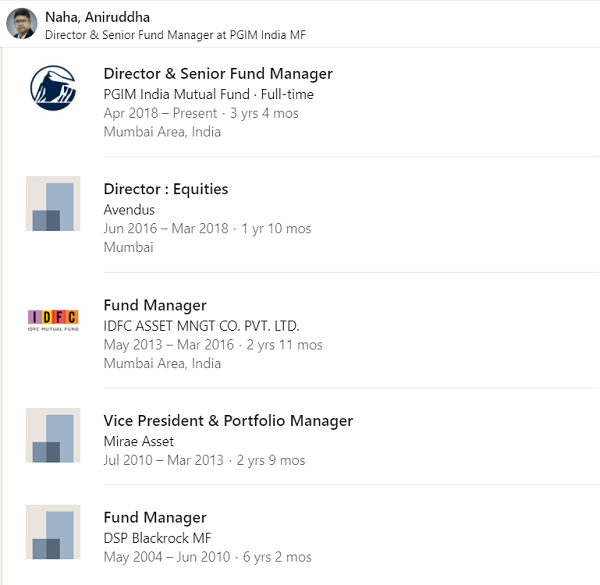 Naha, Aniruddha
Director & Senior Fund Manager at PGIM India MF
Director & Senior Fund Manager
PGIM India Mutual Fund · Full-time
Apr 2018 – Present · 3 yrs 4 mos
Mumbai Area, India
Director : Equities
Avendus
Jun 2016 – Mar 2018 · 1 yr 10 mos
Mumbai
IDFC
IDFC MUTUAL FUND
Fund Manager
IDFC ASSET MNGT CO. PVT. LTD.
May 2013 – Mar 2016 · 2 yrs 11 mos
Mumbai Area, India
Vice President & Portfolio Manager
Mirae Asset
Jul 2010 – Mar 2013 · 2 yrs 9 mos
Fund Manager
DSP Blackrock MF
May 2004 – Jun 2010 · 6 yrs 2 mos